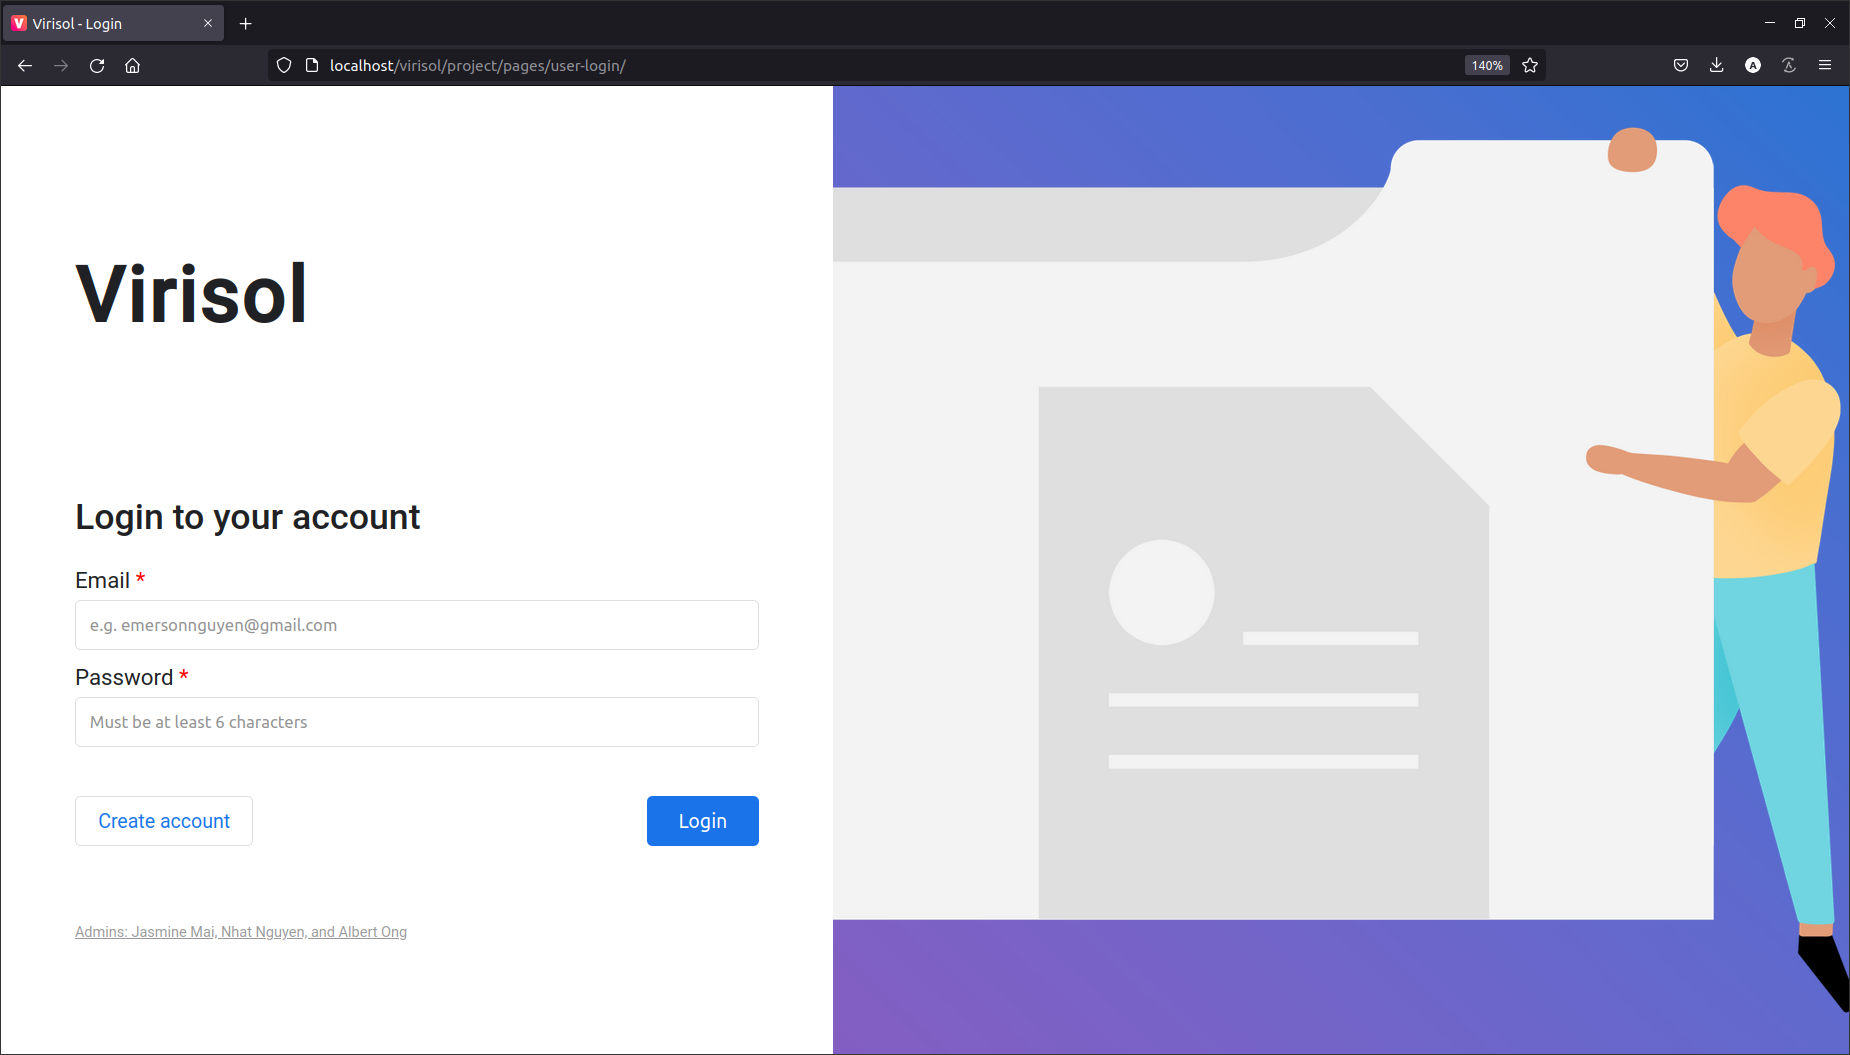 Virisol - Login
localhost/virisol/project/pages/user-login/
140%
Virisol
Login to your account
Email *
e.g. emersonnguyen@gmail.com
Password *
Must be at least 6 characters
Create account
Login
Admins: Jasmine Mai, Nhat Nguyen, and Albert Ong